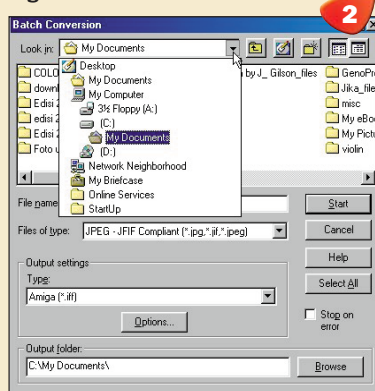 2
Batch Conversion
Look in: My Documents
Desktop
My Documents
My Computer
3½ Floppy (A:)
(C:)
My Documents
(D:)
Network Neighborhood
My Briefcase
Online Services
StartUp
COLO
downl
Edisi 2
edisi 2
Edisi 2
Foto u
by J_ Gilson_files
GenoPr
Jika_file
misc
My eBo
My Pictu
violin
File name:
Start
Files of type: JPEG - JFIF Compliant (*.jpg,*.jif,*.jpeg)
Cancel
Help
Select All
Output settings
Type:
Amiga (*.iff)
Options...
Stop on
error
Output folder:
C:\My Documents\
Browse